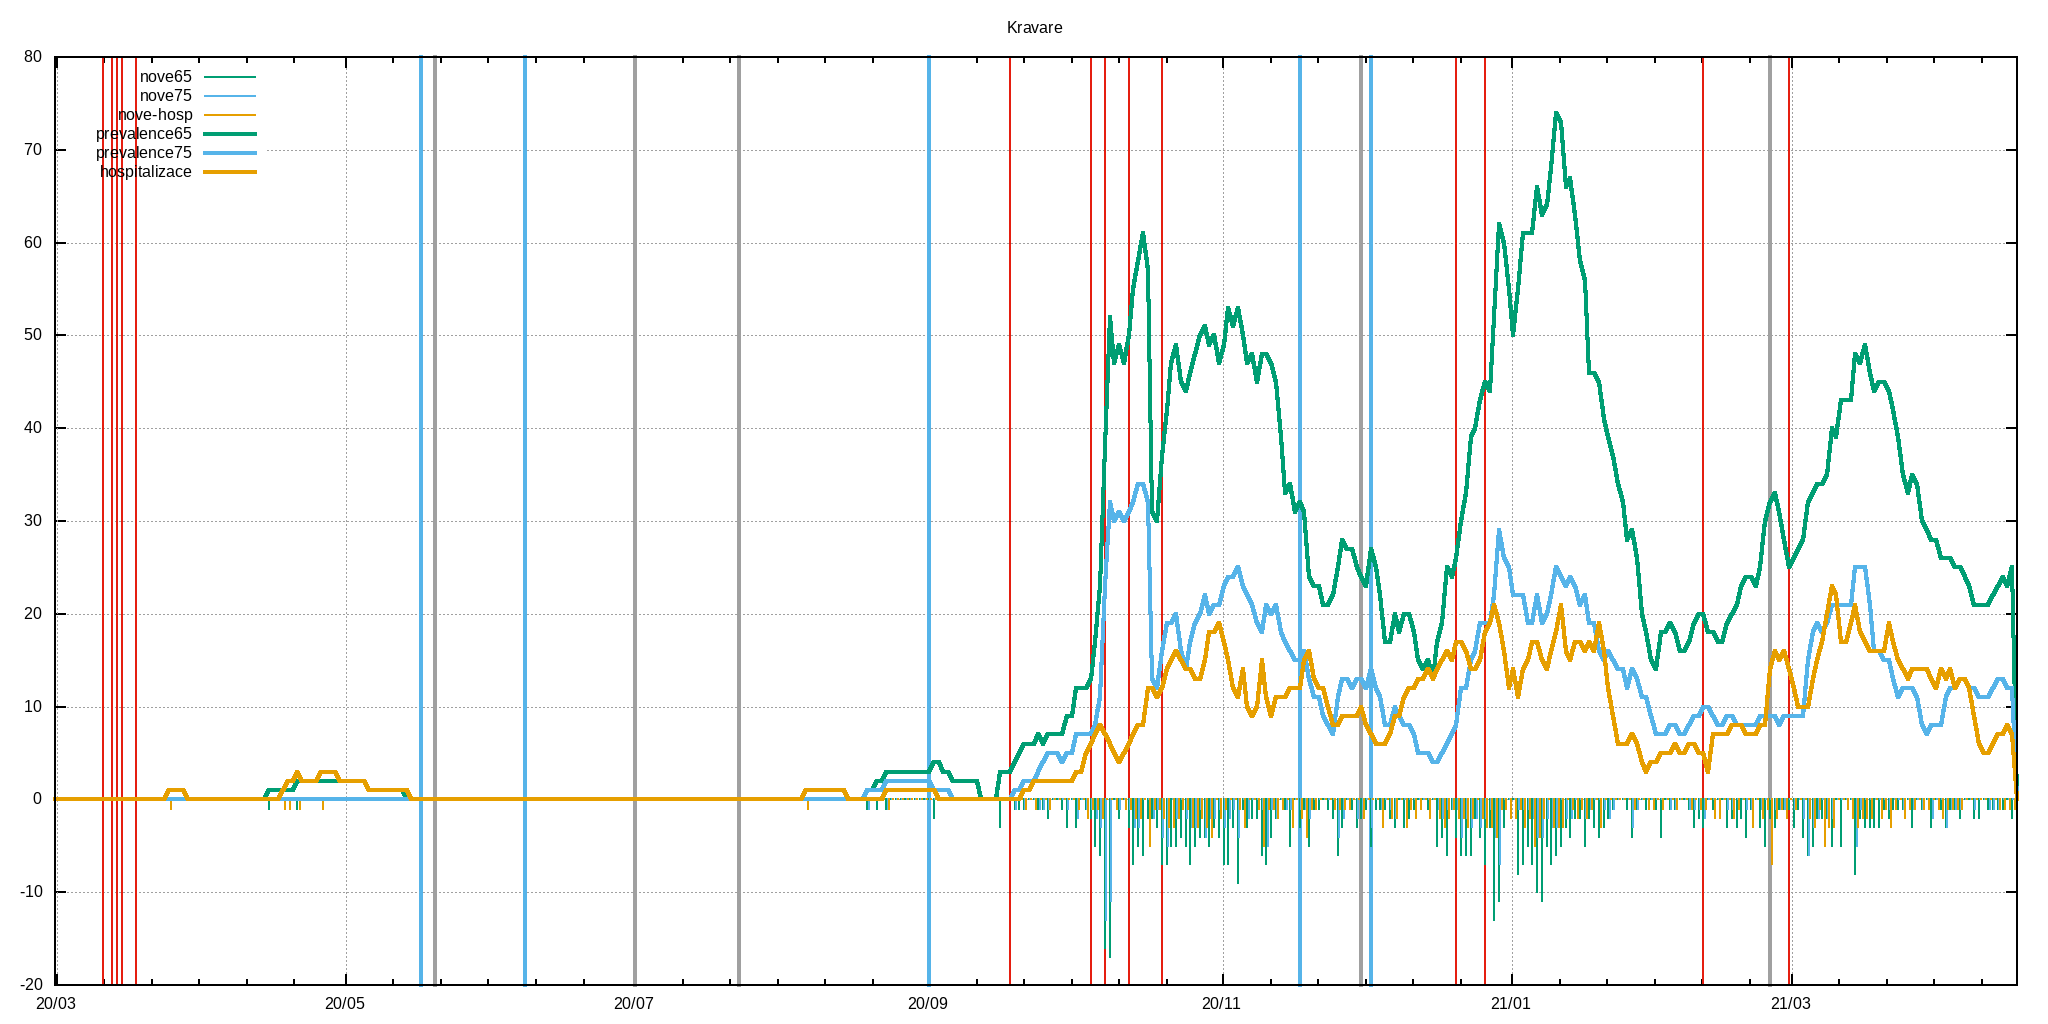 Kravare
80
nove65
nove75
nove-hosp
prevalence65
prevalence75
hospitalizace
70
60
50
40
30
20
10
0
-10
-20
20/03 20/05 20/07 20/09 20/11 21/01 21/03